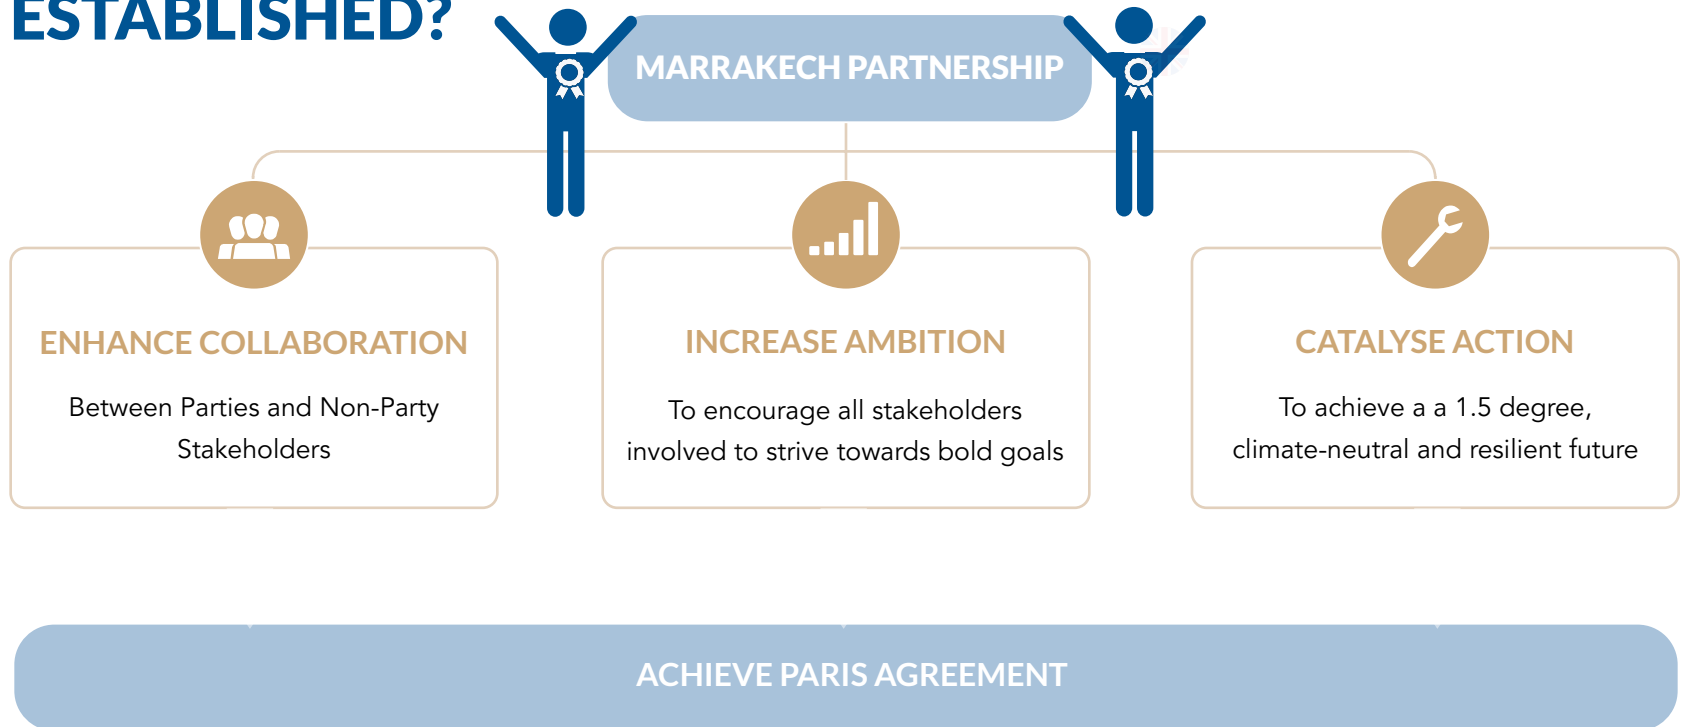 ESTABLISHED?
MARRAKECH PARTNERSHIP
ENHANCE COLLABORATION
Between Parties and Non-Party
Stakeholders
INCREASE AMBITION
To encourage all stakeholders
involved to strive towards bold goals
CATALYSE ACTION
To achieve a a 1.5 degree,
climate-neutral and resilient future
ACHIEVE PARIS AGREEMENT